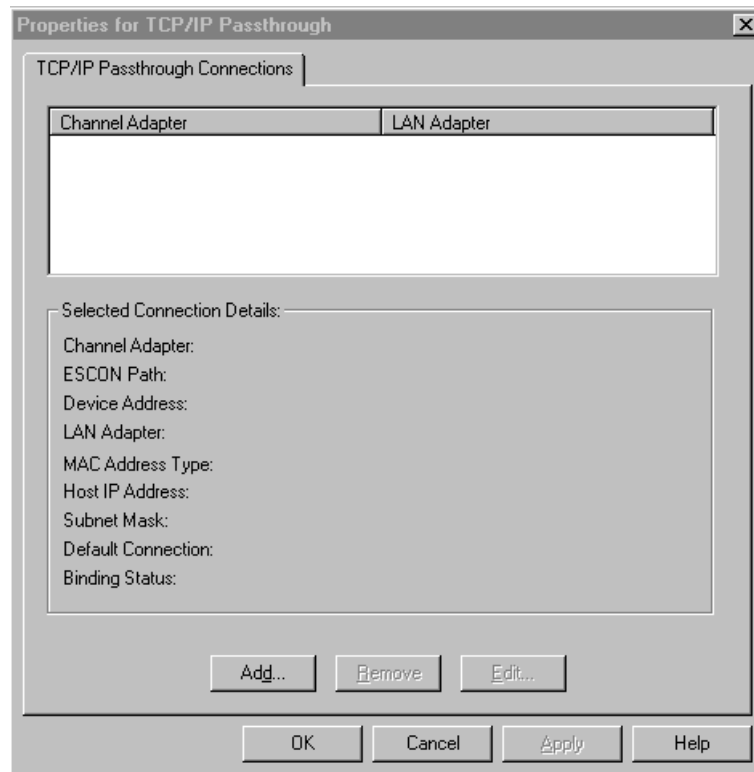 Properties for TCP/IP Passthrough
TCP/IP Passthrough Connections
Channel Adapter LAN Adapter
Selected Connection Details:
Channel Adapter:
ESCON Path:
Device Address:
LAN Adapter:
MAC Address Type:
Host IP Address:
Subnet Mask:
Default Connection:
Binding Status:
Add... Remove Edit...
OK Cancel Apply Help